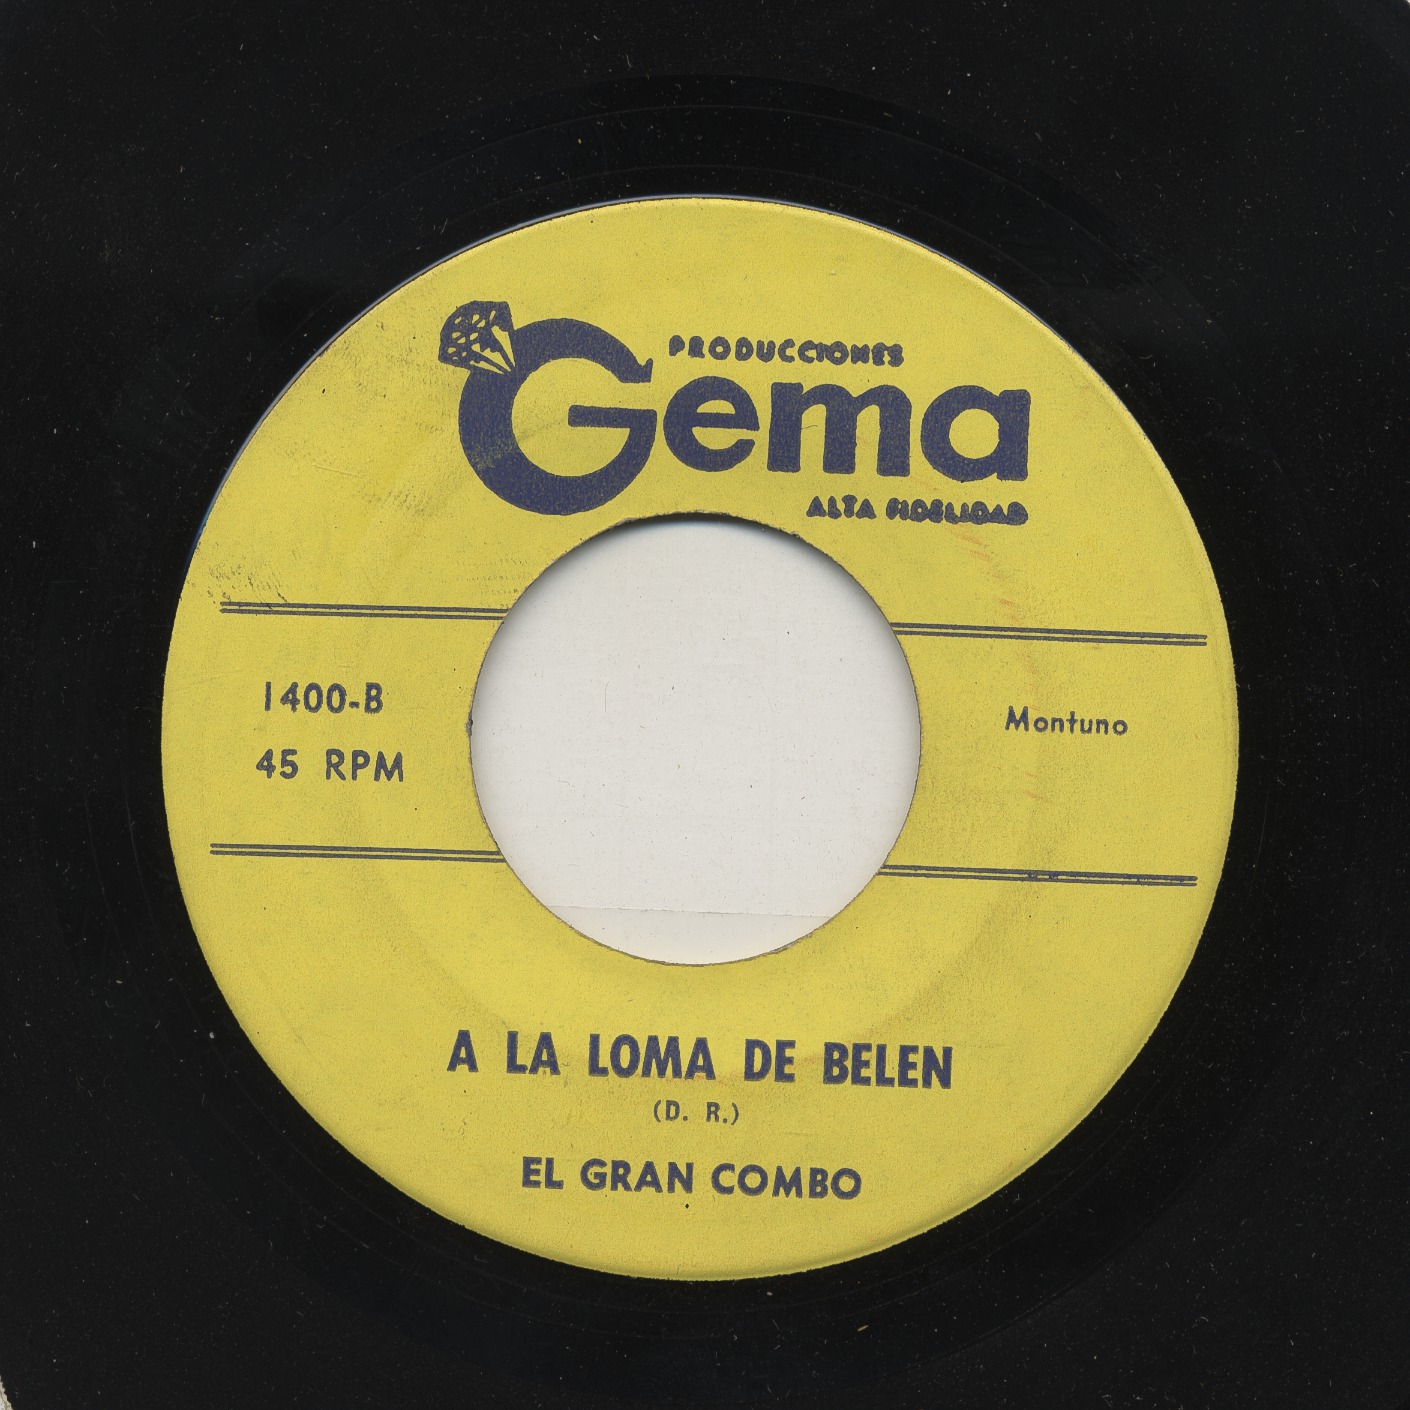 PRODUCCIONES
Gema
ALTA FIDELIDAD
1400-B
45 RPM
Montuno
A LA LOMA DE BELEN
(D. R.)
EL GRAN COMBO